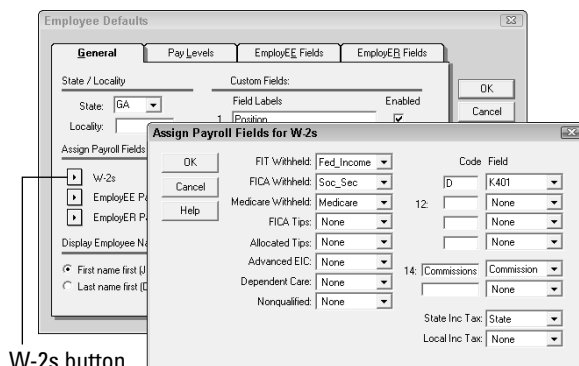 Employee Defaults
General
Pay Levels
EmployEE Fields
EmployER Fields
State / Locality
Custom Fields:
State: GA
Field Labels
Enabled
OK
Cancel
Locality:
1 Position
Assign Payroll Fields
W-2s
EmployEE Pa
EmployER Pa
Display Employee Na
First name first (J
Last name first (D
Assign Payroll Fields for W-2s
OK
Cancel
Help
FIT Withheld: Fed_Income
FICA Withheld: Soc_Sec
Medicare Withheld: Medicare
FICA Tips: None
Allocated Tips: None
Advanced EIC: None
Dependent Care: None
Nonqualified: None
Code Field
D K401
12: None
None
None
14: Commissions Commission
None
State Inc Tax: State
Local Inc Tax: None
W-2s button